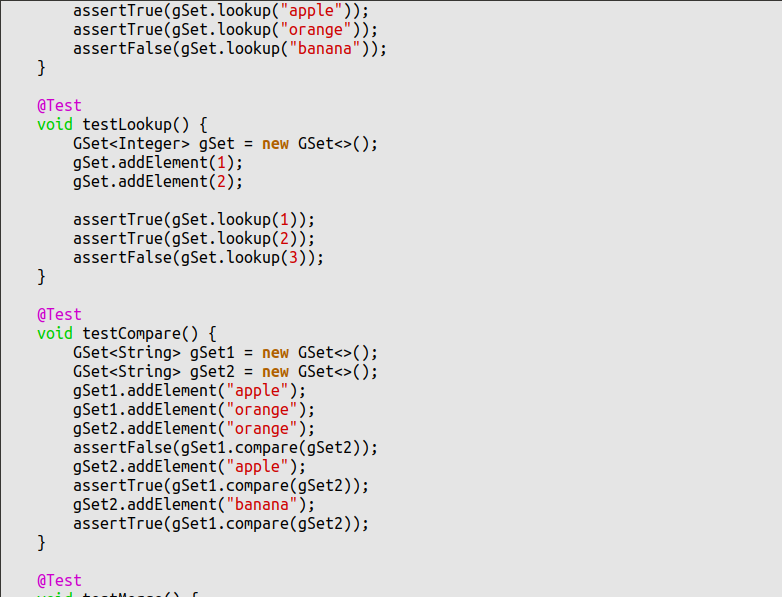 assertTrue(gSet.lookup("apple"));
assertTrue(gSet.lookup("orange"));
assertFalse(gSet.lookup("banana"));
}
@Test
void testLookup() {
GSet<Integer> gSet = new GSet<>();
gSet.addElement(1);
gSet.addElement(2);
assertTrue(gSet.lookup(1));
assertTrue(gSet.lookup(2));
assertFalse(gSet.lookup(3));
}
@Test
void testCompare() {
GSet<String> gSet1 = new GSet<>();
GSet<String> gSet2 = new GSet<>();
gSet1.addElement("apple");
gSet1.addElement("orange");
gSet2.addElement("orange");
assertFalse(gSet1.compare(gSet2));
gSet2.addElement("apple");
assertTrue(gSet1.compare(gSet2));
gSet2.addElement("banana");
assertTrue(gSet1.compare(gSet2));
}
@Test
void testMerge() {